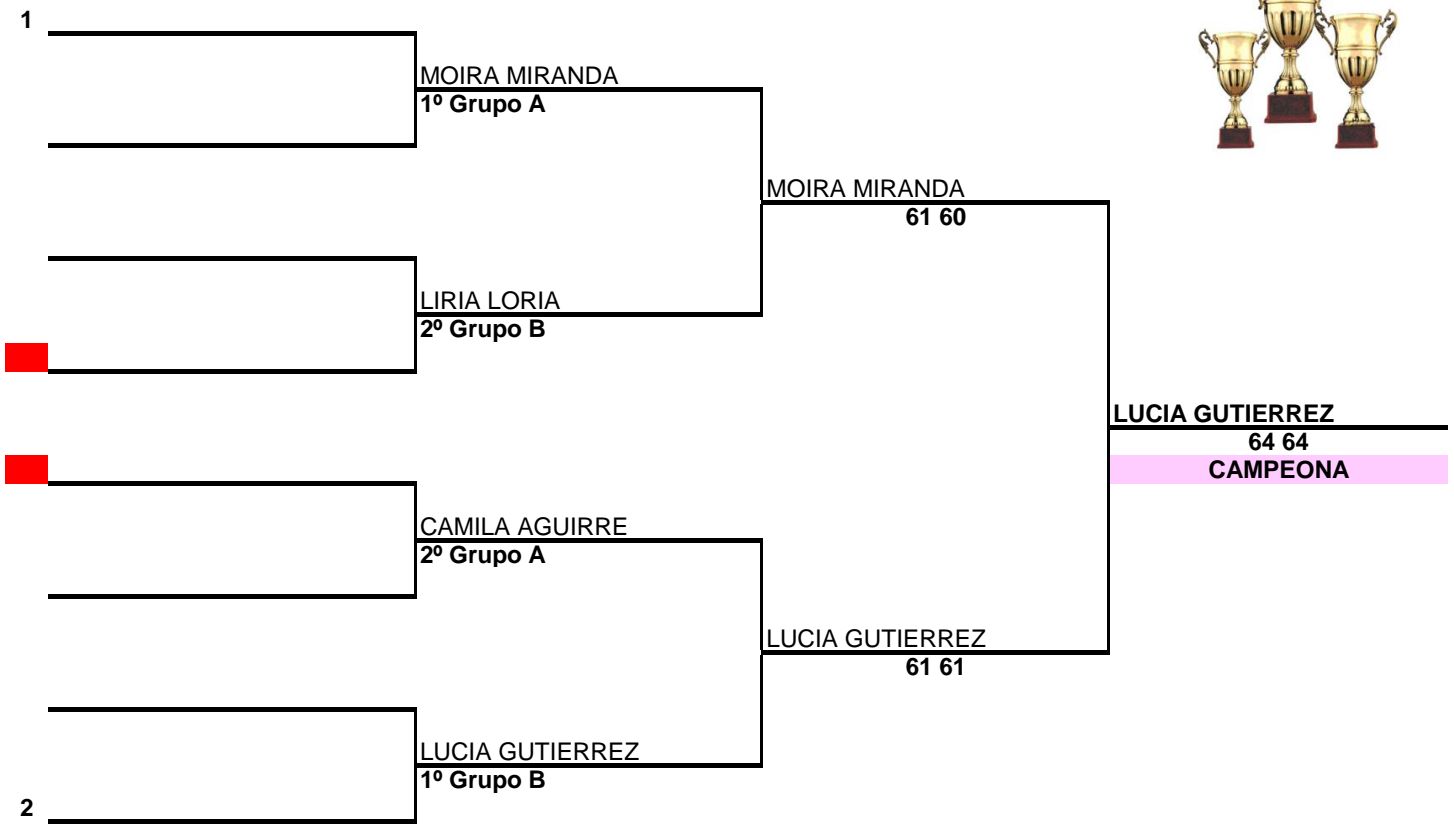 1
MOIRA MIRANDA
1º Grupo A
MOIRA MIRANDA
61 60
LIRIA LORIA
2º Grupo B
LUCIA GUTIERREZ
64 64
CAMPEONA
CAMILA AGUIRRE
2º Grupo A
LUCIA GUTIERREZ
61 61
LUCIA GUTIERREZ
1º Grupo B
2